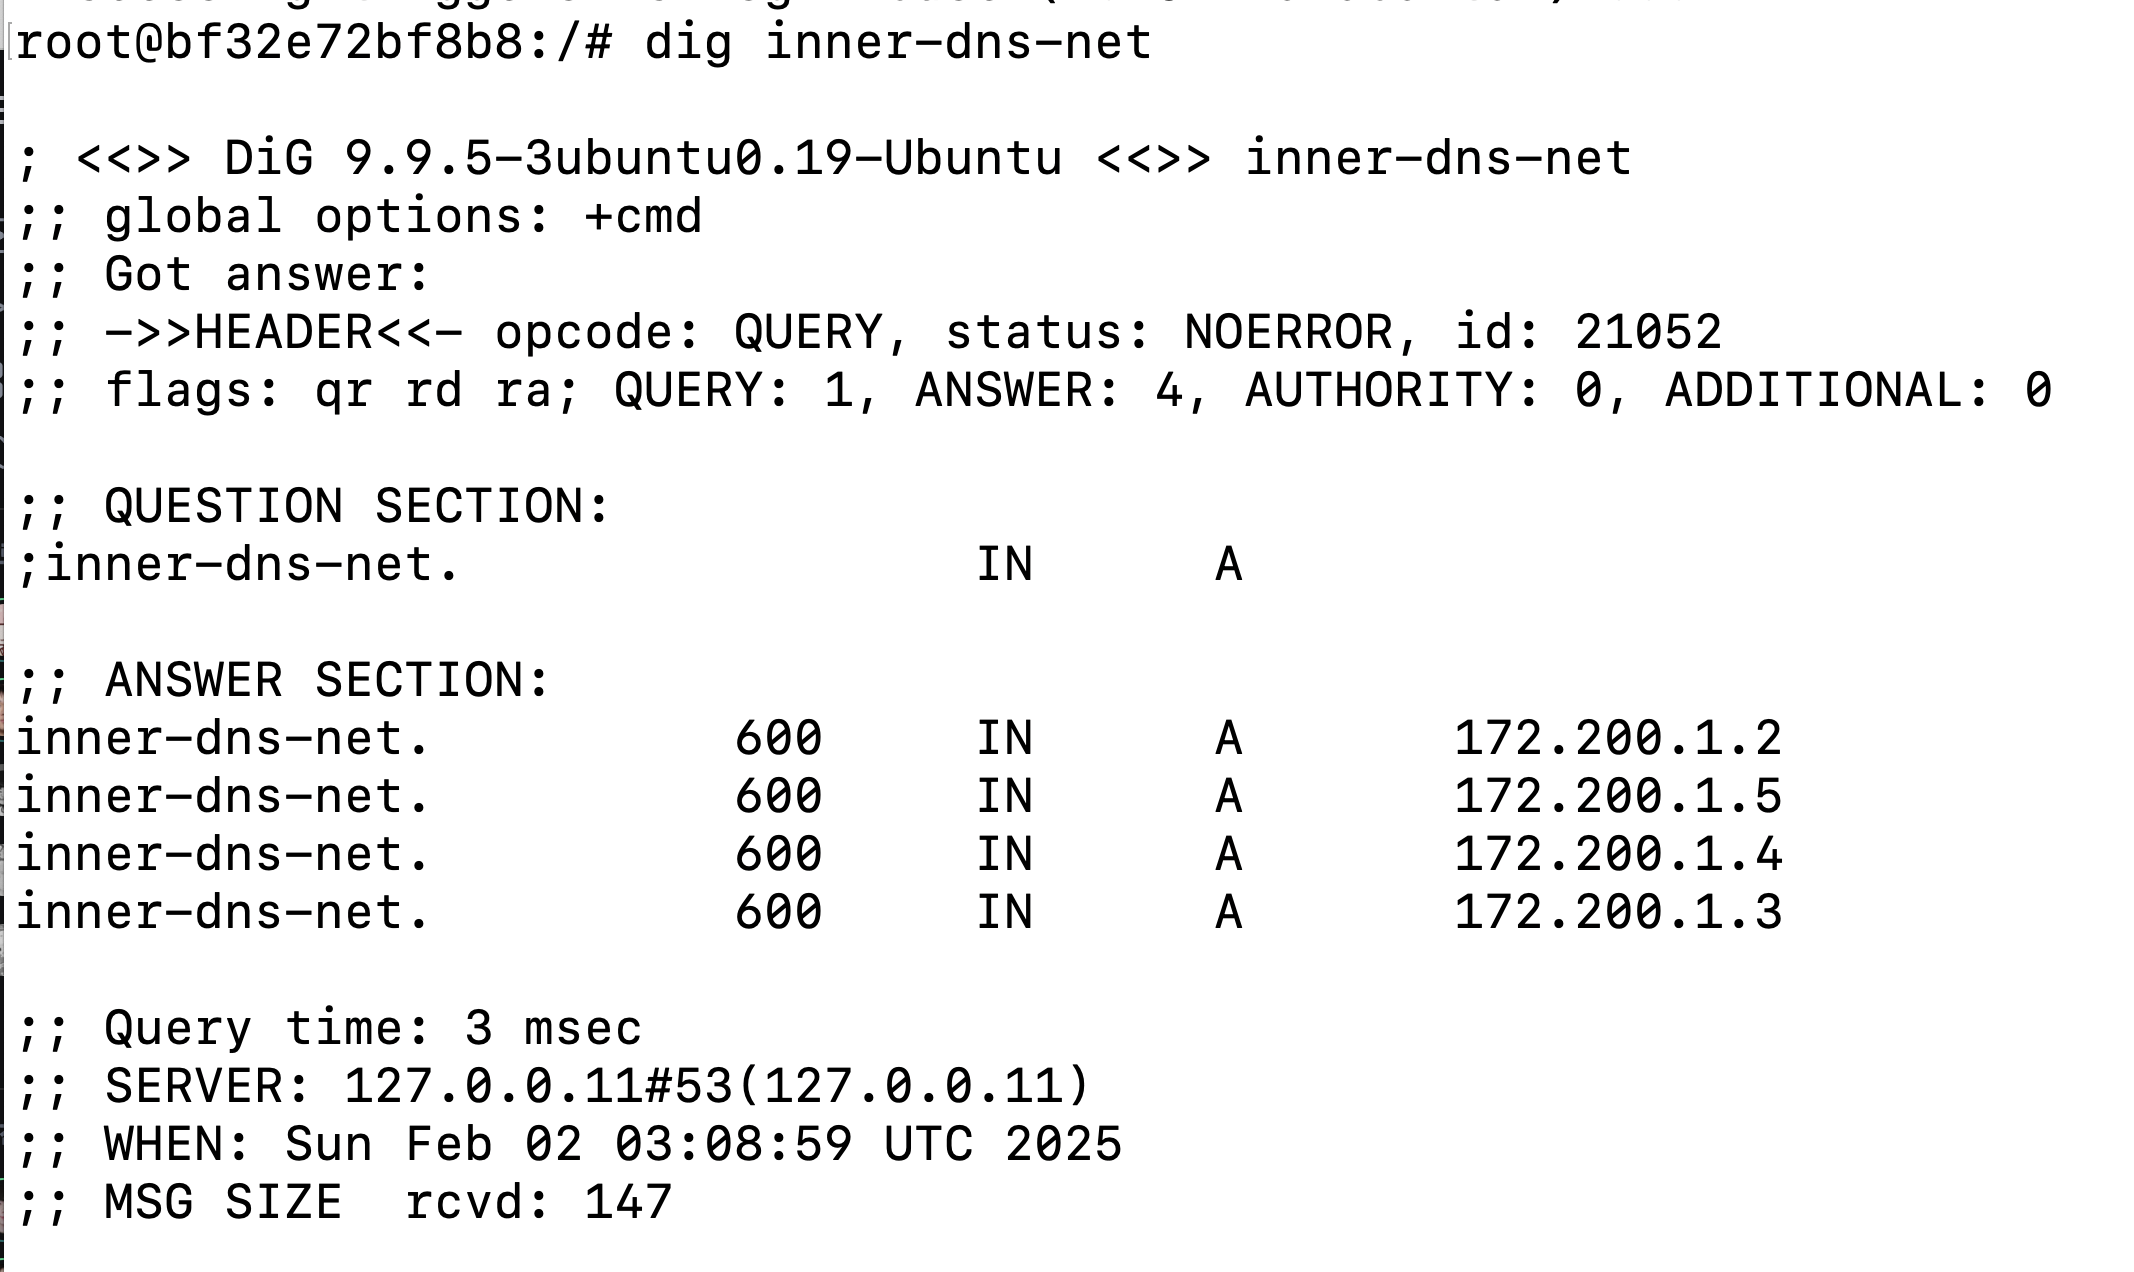 root@bf32e72bf8b8:/# dig inner-dns-net
; <<>> DiG 9.9.5-3ubuntu0.19-Ubuntu <<>> inner-dns-net
;; global options: +cmd
;; Got answer:
;; ->>HEADER<<- opcode: QUERY, status: NOERROR, id: 21052
;; flags: qr rd ra; QUERY: 1, ANSWER: 4, AUTHORITY: 0, ADDITIONAL: 0
;; QUESTION SECTION:
;inner-dns-net. IN A
;; ANSWER SECTION:
inner-dns-net. 600 IN A 172.200.1.2
inner-dns-net. 600 IN A 172.200.1.5
inner-dns-net. 600 IN A 172.200.1.4
inner-dns-net. 600 IN A 172.200.1.3
;; Query time: 3 msec
;; SERVER: 127.0.0.11#53(127.0.0.11)
;; WHEN: Sun Feb 02 03:08:59 UTC 2025
;; MSG SIZE  rcvd: 147